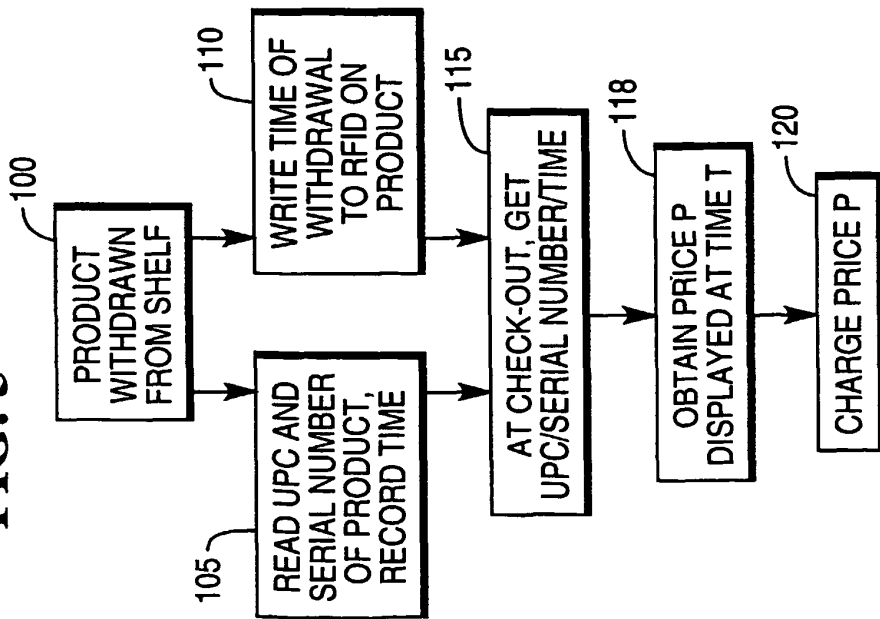 FIG.
100
PRODUCT
WITHDRAWN
FROM SHELF
105
READ UPC AND
SERIAL NUMBER
OF PRODUCT,
RECORD TIME
110
WRITE TIME OF
WITHDRAWAL
TO RFID ON
PRODUCT
115
AT CHECK-OUT, GET
UPC/SERIAL NUMBER/TIME
118
OBTAIN PRICE P
DISPLAYED AT TIME T
120
CHARGE PRICE P